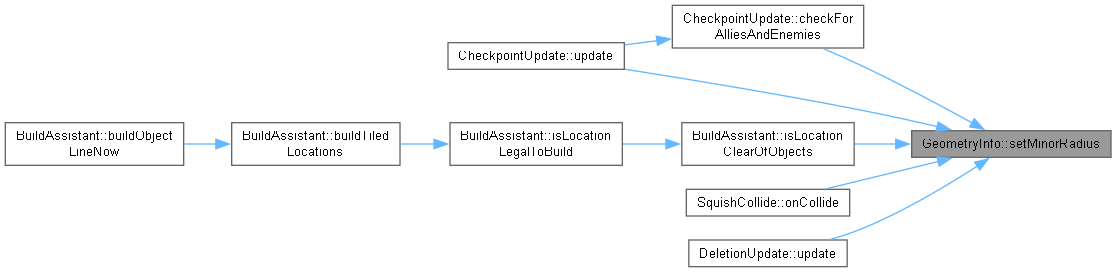 CheckpointUpdate::checkFor
AlliesAndEnemies
CheckpointUpdate::update
BuildAssistant::buildObject
LineNow
BuildAssistant::buildTiled
Locations
BuildAssistant::isLocation
LegalToBuild
BuildAssistant::isLocation
ClearOfObjects
GeometryInfo::setMinorRadius
SquishCollide::onCollide
DeletionUpdate::update